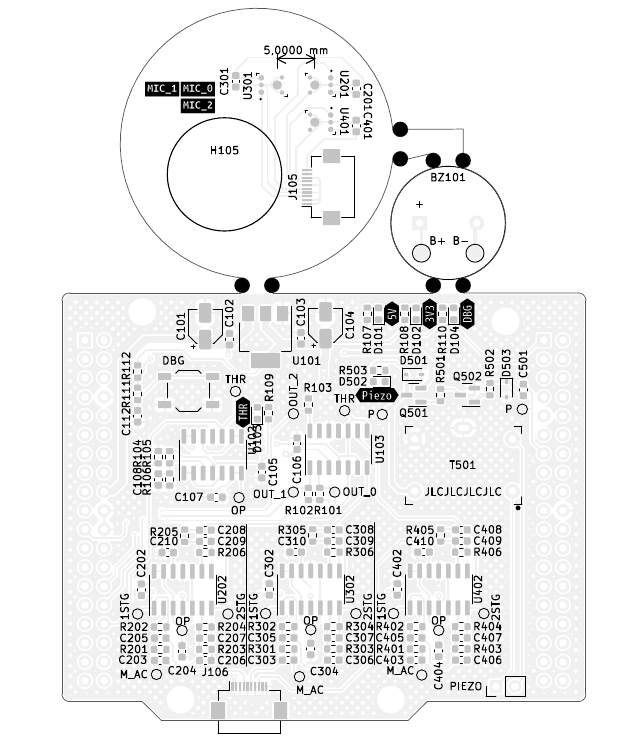 5,0000 mm
MIC_1 MIC_0
MIC_2
C301
U301
U201
C201
U401
C401
H105
J105
BZ101
+
B+ B-
C101
C102
C103
C104
U101
R107
D101
5V
R108
D102
3V3
R110
D104
DBG
DBG
R112
R111
C112
THR
THR
R109
D103
OUT_2
R103
THR
P
R503
D502
Piezo
D501
R501
Q501
Q502
R502
D503
C501
P
R104
R105
C108
R106
U102
C105
C106
U103
C107
OP
OUT_1
OUT_0
R102 R101
T501
JLCJLCJLCJLC
R205
C210
C208
C209
R206
C202
U202
1STG
2STG
OP
R202
C205
R201
C203
R204
C207
R203
C206
M_AC
C204
J106
R305
C310
C308
C309
R306
C302
U302
1STG
2STG
OP
R302
C305
R301
C303
R304
C307
R303
C306
C304
M_AC
R405
C410
C408
C409
R406
C402
U402
1STG
2STG
OP
R402
C405
R401
C403
R404
C407
R403
C406
M_AC
C404
PIEZO